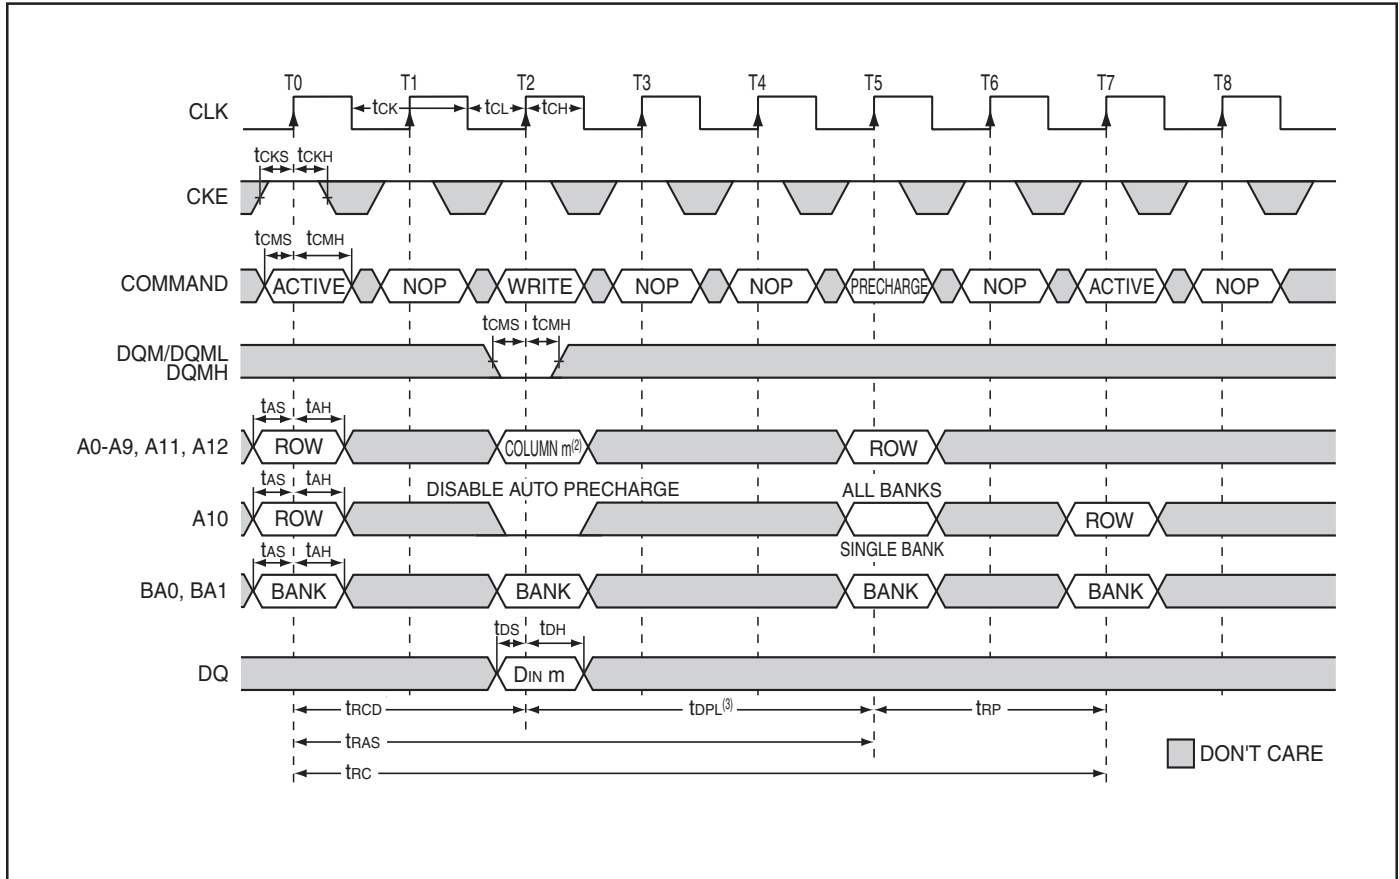 T0 T1 T2 T3 T4 T5 T6 T7 T8
CLK tCK tCL tCH
tCKS tCKH
CKE
tCMS tCMH
COMMAND ACTIVE NOP WRITE NOP NOP PRECHARGE NOP ACTIVE NOP
tCMS tCMH
DQM/DQML
DQMH
tAS tAH
A0-A9, A11, A12 ROW COLUMN m(2) ROW
tAS tAH DISABLE AUTO PRECHARGE ALL BANKS
A10 ROW ROW
tAS tAH SINGLE BANK
BA0, BA1 BANK BANK BANK BANK
tDS tDH
DQ DIN m
tRCD tDPL(3) tRP
tRAS
DON'T CARE
tRC